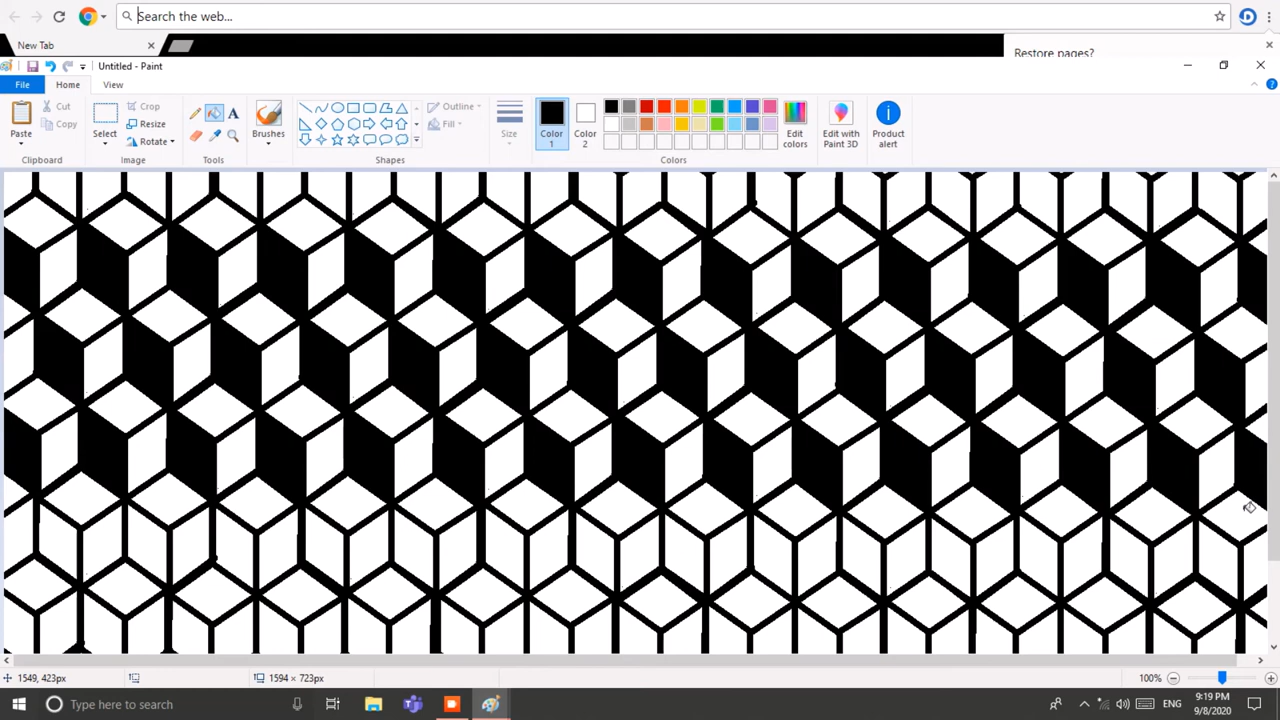 Search the web...
New Tab
Restore pages?
Untitled - Paint
File
Home
View
Paste
Cut
Copy
Clipboard
Select
Crop
Resize
Rotate
Image
A
Tools
Brushes
Shapes
Outline
Fill
Size
Color
1
Color
2
Edit
colors
Colors
Edit with
Paint 3D
Product
alert
1549, 423px
1594 × 723px
100%
Type here to search
ENG
9:19 PM
9/8/2020